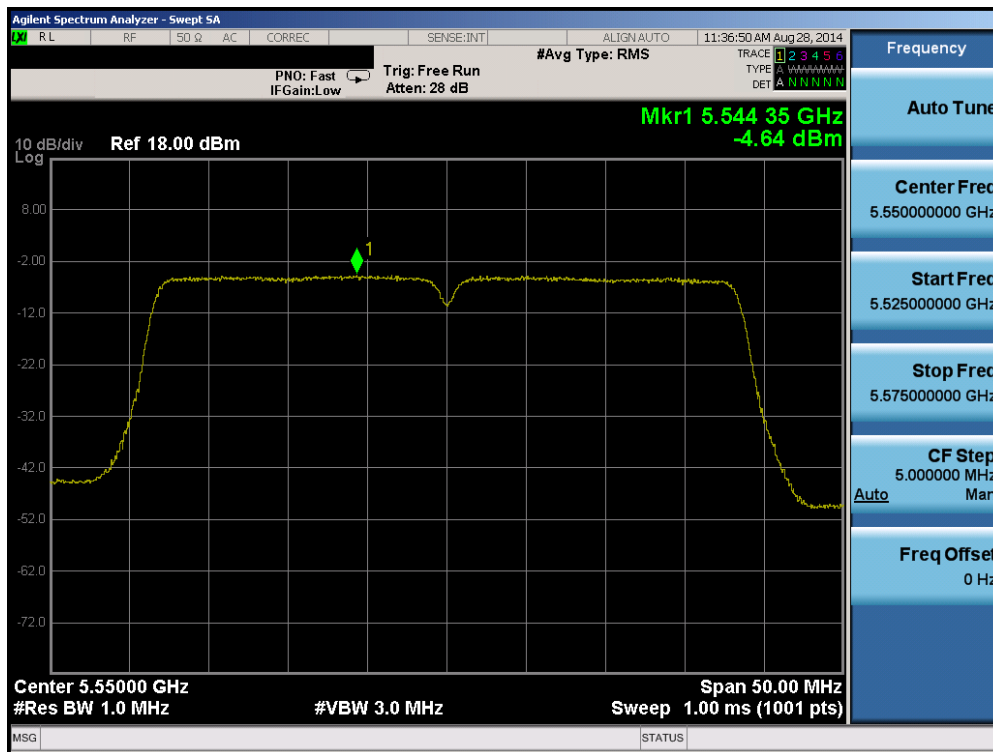 Agilent Spectrum Analyzer - Swept SA
LXI RL RF 50 Ω AC CORREC SENSE:INT ALIGN AUTO 11:36:50 AM Aug 28, 2014
#Avg Type: RMS TRACE 1 2 3 4 5 6
PNO: Fast Trig: Free Run TYPE A WWWWW
IFGain:Low Atten: 28 dB DET A N N N N N
Mkr1 5.544 35 GHz
-4.64 dBm
10 dB/div Ref 18.00 dBm
Log
8.00
1
-2.00
-12.0
-22.0
-32.0
-42.0
-52.0
-62.0
-72.0
Center 5.55000 GHz Span 50.00 MHz
#Res BW 1.0 MHz #VBW 3.0 MHz Sweep 1.00 ms (1001 pts)
MSG STATUS
Frequency
Auto Tune
Center Freq
5.550000000 GHz
Start Freq
5.525000000 GHz
Stop Freq
5.575000000 GHz
CF Step
5.000000 MHz
Auto Man
Freq Offset
0 Hz